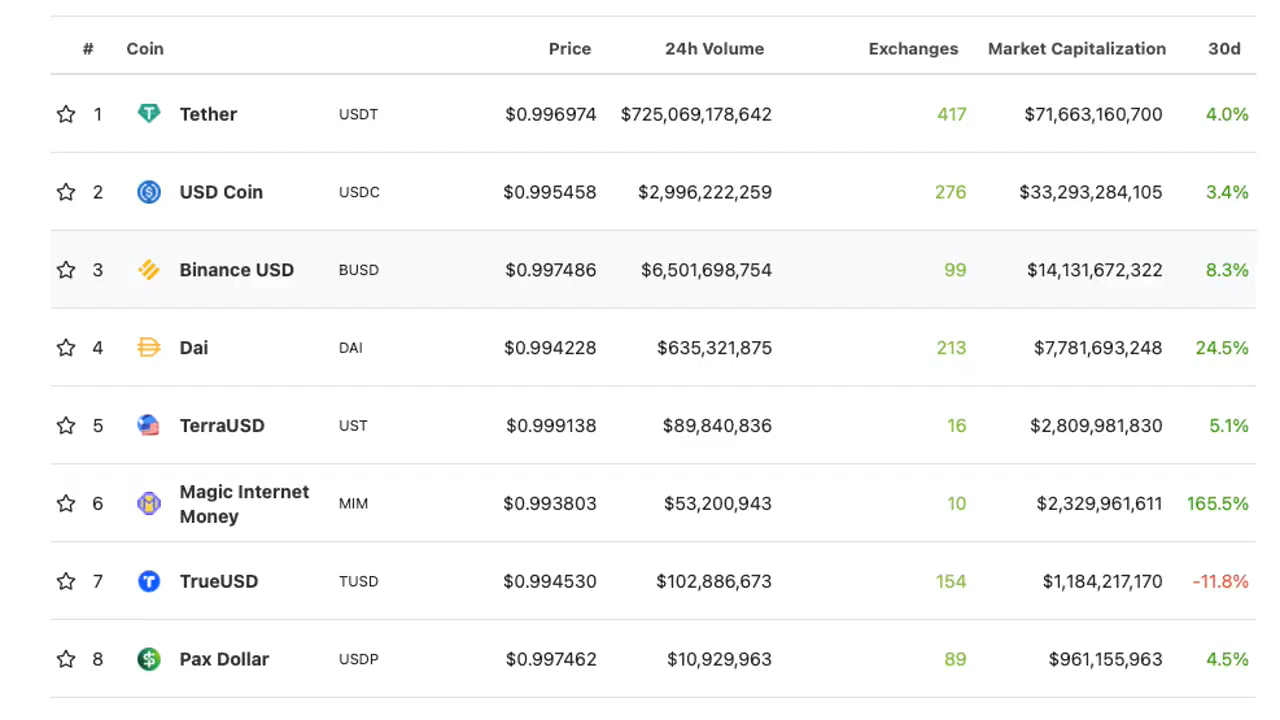 # Coin Price 24h Volume Exchanges Market Capitalization 30d
1 Tether USDT $0.996974 $725,069,178,642 417 $71,663,160,700 4.0%
2 USD Coin USDC $0.995458 $2,996,222,259 276 $33,293,284,105 3.4%
3 Binance USD BUSD $0.997486 $6,501,698,754 99 $14,131,672,322 8.3%
4 Dai DAI $0.994228 $635,321,875 213 $7,781,693,248 24.5%
5 TerraUSD UST $0.999138 $89,840,836 16 $2,809,981,830 5.1%
6 Magic Internet Money MIM $0.993803 $53,200,943 10 $2,329,961,611 165.5%
7 TrueUSD TUSD $0.994530 $102,886,673 154 $1,184,217,170 -11.8%
8 Pax Dollar USDP $0.997462 $10,929,963 89 $961,155,963 4.5%